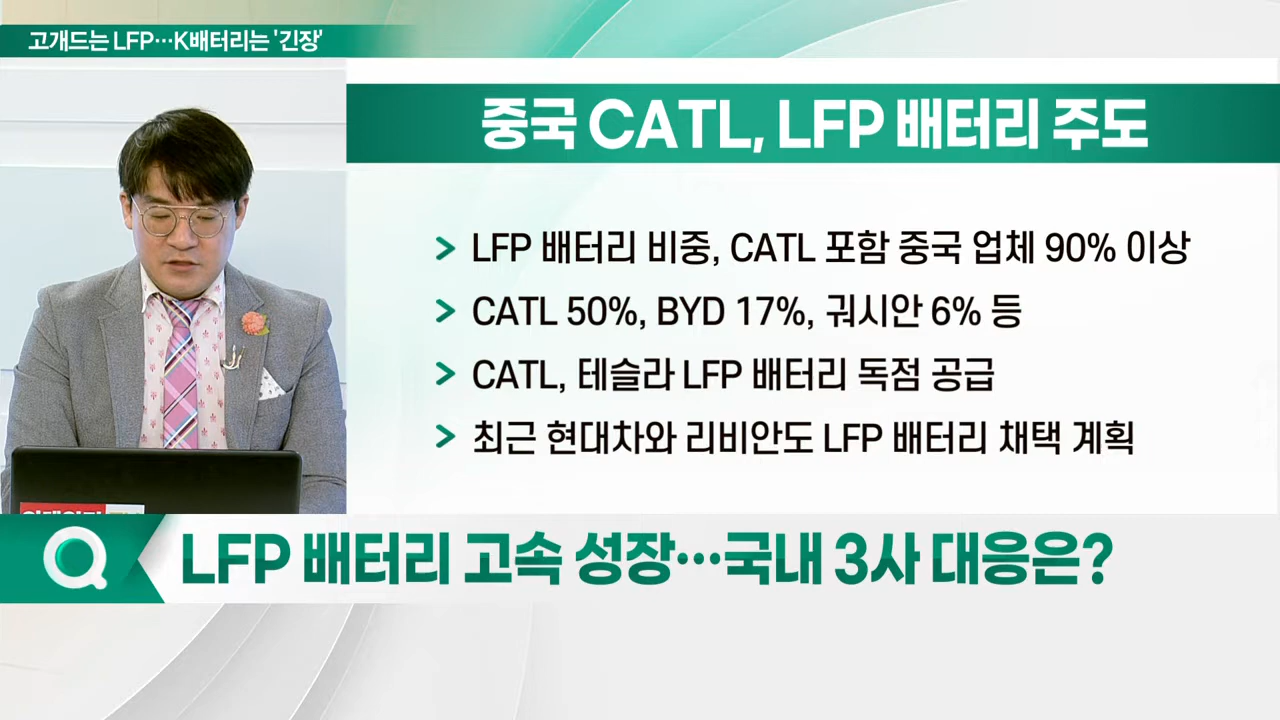 고개드는 LFP…K배터리는 '긴장'
중국 CATL, LFP 배터리 주도
> LFP 배터리 비중, CATL 포함 중국 업체 90% 이상
> CATL 50%, BYD 17%, 궈시안 6% 등
> CATL, 테슬라 LFP 배터리 독점 공급
> 최근 현대차와 리비안도 LFP 배터리 채택 계획
LFP 배터리 고속 성장…국내 3사 대응은?